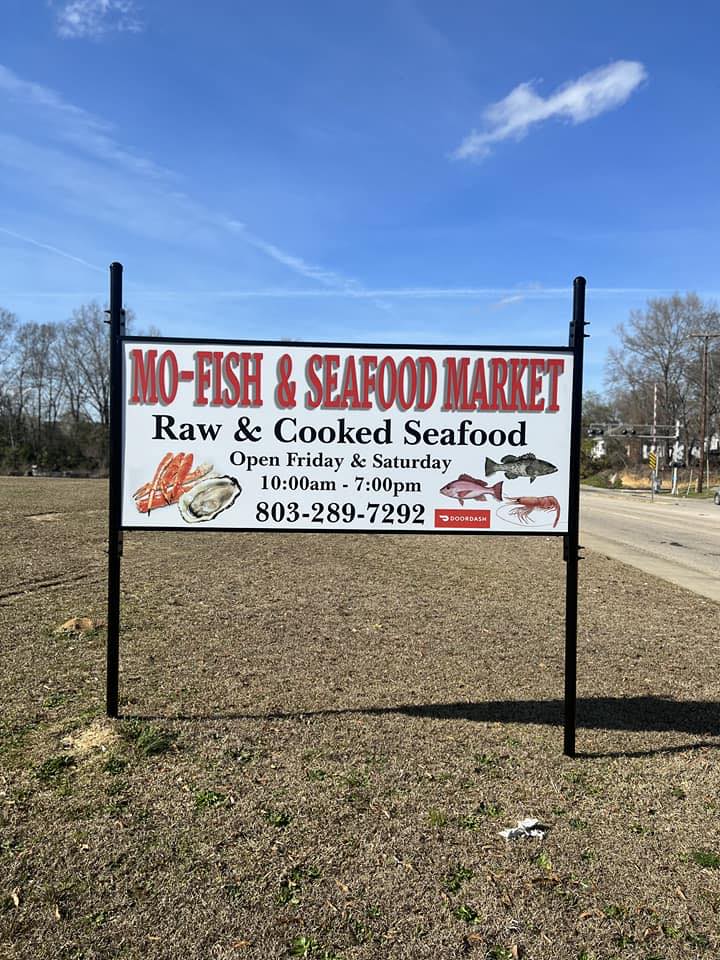 MO-FISH & SEAFOOD MARKET
Raw & Cooked Seafood
Open Friday & Saturday
10:00am - 7:00pm
803-289-7292
DOORDASH